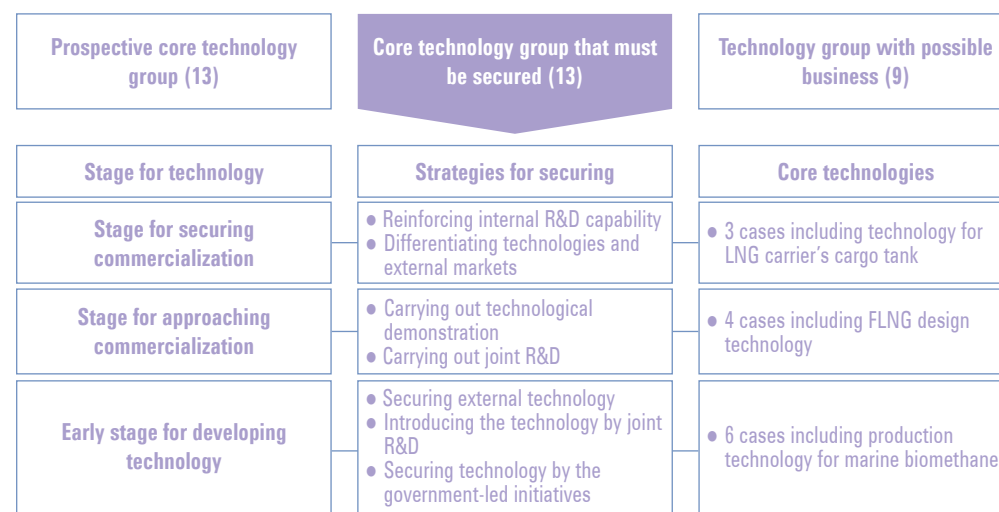 Prospective core technology
group (13)
Core technology group that must
be secured (13)
Technology group with possible
business (9)
Stage for technology
Strategies for securing
Core technologies
Stage for securing
commercialization
● Reinforcing internal R&D capability
● Differentiating technologies and
external markets
● 3 cases including technology for
LNG carrier’s cargo tank
Stage for approaching
commercialization
● Carrying out technological
demonstration
● Carrying out joint R&D
● 4 cases including FLNG design
technology
Early stage for developing
technology
● Securing external technology
● Introducing the technology by joint
R&D
● Securing technology by the
government-led initiatives
● 6 cases including production
technology for marine biomethane